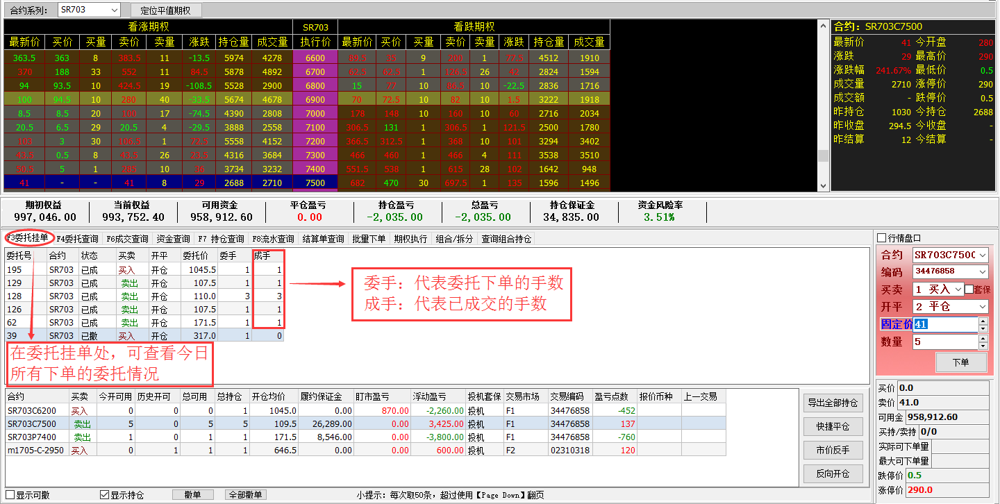 合约系列: SR703 定位平值期权
看涨期权 SR703 看跌期权
最新价 买价 买量 卖价 卖量 涨跌 持仓量 成交量 执行价 最新价 买价 买量 卖价 卖量 涨跌 持仓量 成交量
363.5 363 8 383.5 11 -13.5 5974 4278 6600 89.5 35 9 200 1 77.5 4512 1910
370 188 33 552 11 84.5 5878 4892 6700 62.5 62.5 1 126.5 26 42 2824 1594
94 93.5 10 424.5 19 -108.5 5528 2900 6800 15 77 10 86.5 10 -22.5 2836 1716
100 94.5 10 280 40 -33.5 5674 4678 6900 70 72.5 10 82 10 1.5 3222 1918
8.5 8.5 20 100 17 -74.5 4390 2808 7000 178 148 10 160 10 60 2716 2034
20.5 6.5 29 20.5 4 -29.5 3888 2558 7100 306.5 131 1 306.5 1 121.5 2500 1780
103 3 30 106.5 1 72.5 5558 4152 7200 366.5 312.5 1 368 10 101 3294 3402
43.5 0.5 8 43.5 26 23.5 4316 3684 7300 466 460 1 466 4 111 3538 3510
50.5 5 1 285 10 36 3734 3232 7400 551.5 538 1 615 28 102 1642 948
41 - - 41 8 29 2688 2710 7500 682 470 30 697.5 1 135 1596 1496
合约: SR703C7500
最新价 41 今开盘 280
涨跌 29 最高价 290
涨跌幅 241.67% 最低价 0.5
成交量 2710 涨停价 290
成交额 - 跌停价 0.5
昨持仓 1030 今持仓 2688
昨收盘 294.5 今收盘 -
昨结算 12 今结算 -
期初权益 当前权益 可用资金 平仓盈亏 持仓盈亏 总盈亏 持仓保证金 资金风险率
997,046.00 993,752.40 958,912.60 0.00 -2,035.00 -2,035.00 34,835.00 3.51%
F3委托挂单 F4委托查询 F6成交查询 资金查询 F7 持仓查询 F8流水查询 结算单查询 批量下单 期权执行 组合/拆分 查询组合持仓
委托号 合约 状态 买卖 开平 委托价 委手 成手
195 SR703 已成 买入 开仓 1045.5 1 1
129 SR703 已成 卖出 开仓 107.5 1 1
128 SR703 已成 卖出 开仓 110.0 3 3
126 SR703 已成 卖出 开仓 107.5 1 1
62 SR703 已成 卖出 开仓 171.5 1 1
39 SR703 已撤 买入 开仓 317.0 1 0
委手：代表委托下单的手数
成手：代表已成交的手数
在委托挂单处，可查看今日
所有下单的委托情况
合约 买卖 今开可用 历史开可 总可用 总持仓 开仓均价 履约保证金 盯市盈亏 浮动盈亏 投机套保 交易市场 交易编码 盈亏点数 报价币种 上一交易
SR703C6200 买入 0 0 0 1 1045.0 0.00 870.00 -2,260.00 投机 F1 34476858 -452
SR703C7500 卖出 5 0 5 5 109.5 26,289.00 0.00 3,425.00 投机 F1 34476858 137
SR703P7400 卖出 1 0 1 1 171.5 8,546.00 0.00 -3,800.00 投机 F1 34476858 -760
m1705-C-2950 买入 0 1 1 1 646.5 0.00 0.00 600.00 投机 F2 02310318 120
导出全部持仓
快捷平仓
市价反手
反向开仓
显示可撤 显示持仓 撤单 全部撤单 小提示: 每次取50条，超过使用【Page Down】翻页
行情盘口
合约 SR703C7500
编码 34476858
买卖 1 买入 套保
开平 2 平仓
固定价 41
数量 5
下单
买价 0.0
卖价 41.0
可用金 958,912.60
买持/卖持 0/0
实际可下单量
最大可下单量
跌停价 0.5
涨停价 290.0